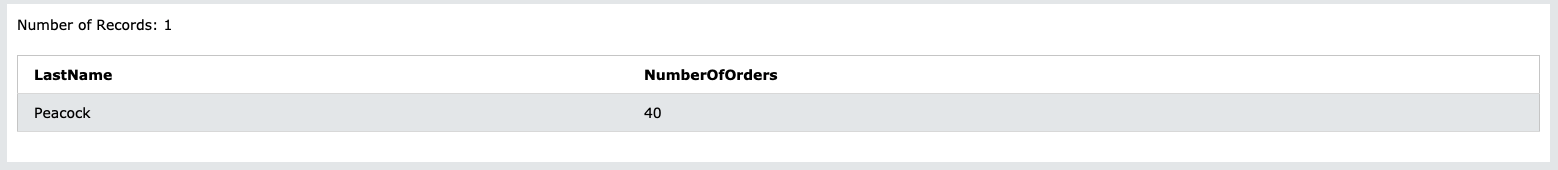 Number of Records: 1
LastName NumberOfOrders
Peacock 40